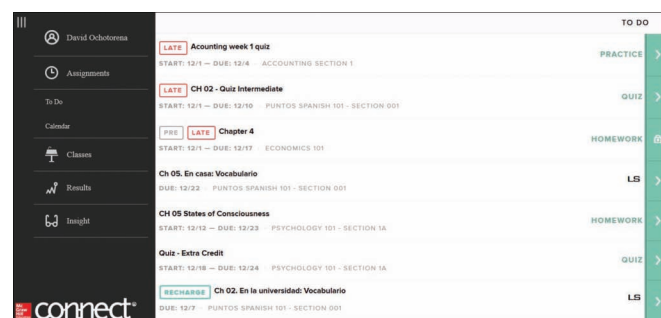 TO DO
David Ochotorena
Assignments
To Do
Calendar
Classes
Results
Insight
LATE Acounting week 1 quiz
START: 12/1 — DUE: 12/4 · ACCOUNTING SECTION 1
PRACTICE
LATE CH 02 - Quiz Intermediate
START: 12/1 — DUE: 12/10 · PUNTOS SPANISH 101 - SECTION 001
QUIZ
PRE LATE Chapter 4
START: 12/1 — DUE: 12/17 · ECONOMICS 101
HOMEWORK
Ch 05. En casa: Vocabulario
DUE: 12/22 · PUNTOS SPANISH 101 - SECTION 001
LS
CH 05 States of Consciousness
START: 12/12 — DUE: 12/23 · PSYCHOLOGY 101 - SECTION 1A
HOMEWORK
Quiz - Extra Credit
START: 12/18 — DUE: 12/24 · PSYCHOLOGY 101 - SECTION 1A
QUIZ
RECHARGE Ch 02. En la universidad: Vocabulario
DUE: 12/7 · PUNTOS SPANISH 101 - SECTION 001
LS
Mc
Graw
connect®